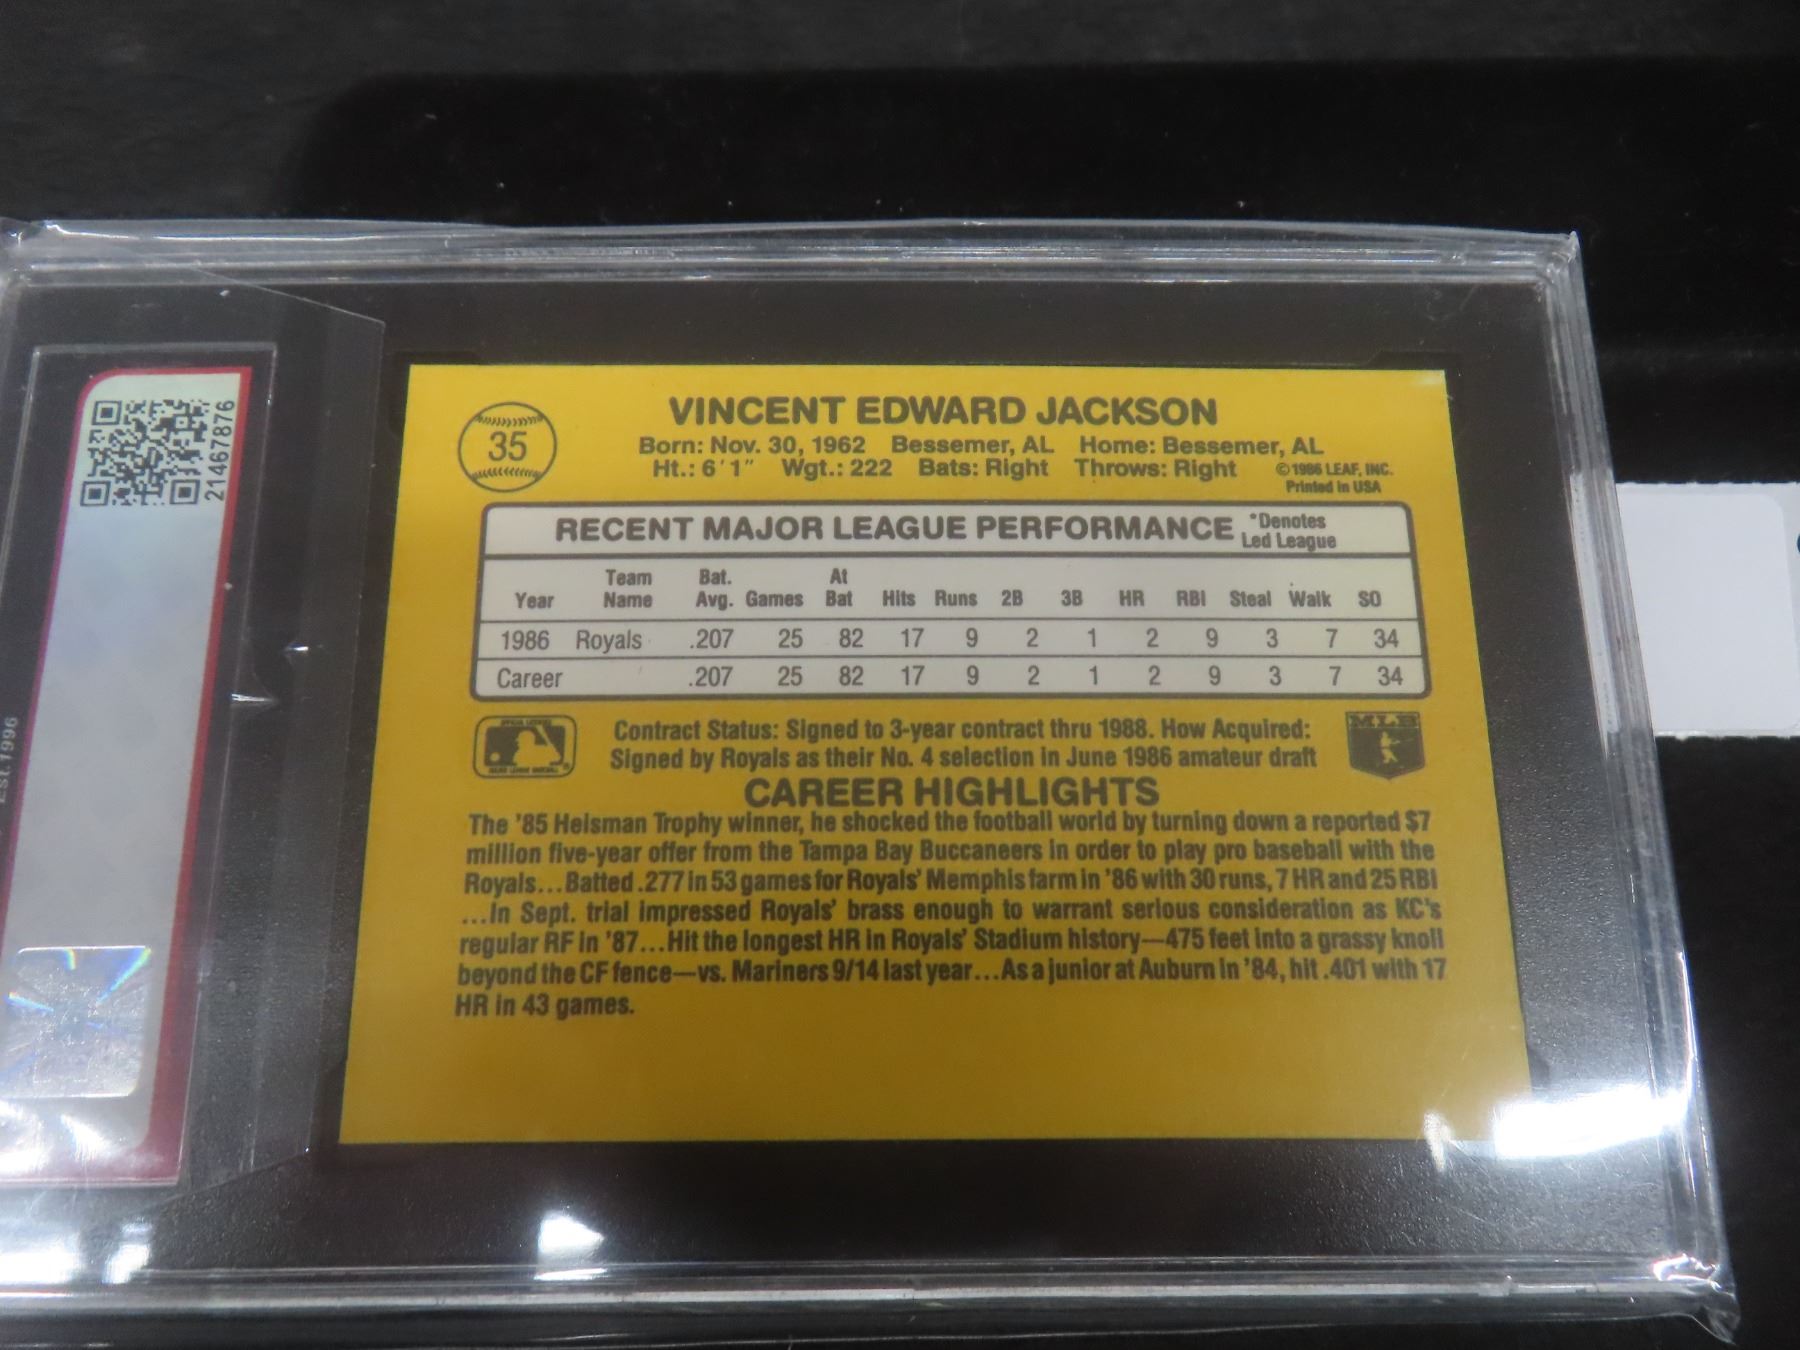 21467876
Est. 1996
35
VINCENT EDWARD JACKSON
Born: Nov. 30, 1962 Bessemer, AL Home: Bessemer, AL
Ht.: 6'1" Wgt.: 222 Bats: Right Throws: Right
©1986 LEAF, INC.
Printed in USA
RECENT MAJOR LEAGUE PERFORMANCE *Denotes
Led League
Year Team Name Bat. Avg. Games At Bat Hits Runs 2B 3B HR RBI Steal Walk SO
1986 Royals .207 25 82 17 9 2 1 2 9 3 7 34
Career .207 25 82 17 9 2 1 2 9 3 7 34
Contract Status: Signed to 3-year contract thru 1988. How Acquired:
Signed by Royals as their No. 4 selection in June 1986 amateur draft
MLB
CAREER HIGHLIGHTS
The '85 Heisman Trophy winner, he shocked the football world by turning down a reported $7
million five-year offer from the Tampa Bay Buccaneers in order to play pro baseball with the
Royals...Batted .277 in 53 games for Royals' Memphis farm in '86 with 30 runs, 7 HR and 25 RBI
...In Sept. trial impressed Royals' brass enough to warrant serious consideration as KC's
regular RF in '87...Hit the longest HR in Royals' Stadium history—475 feet into a grassy knoll
beyond the CF fence—vs. Mariners 9/14 last year...As a junior at Auburn in '84, hit .401 with 17
HR in 43 games.